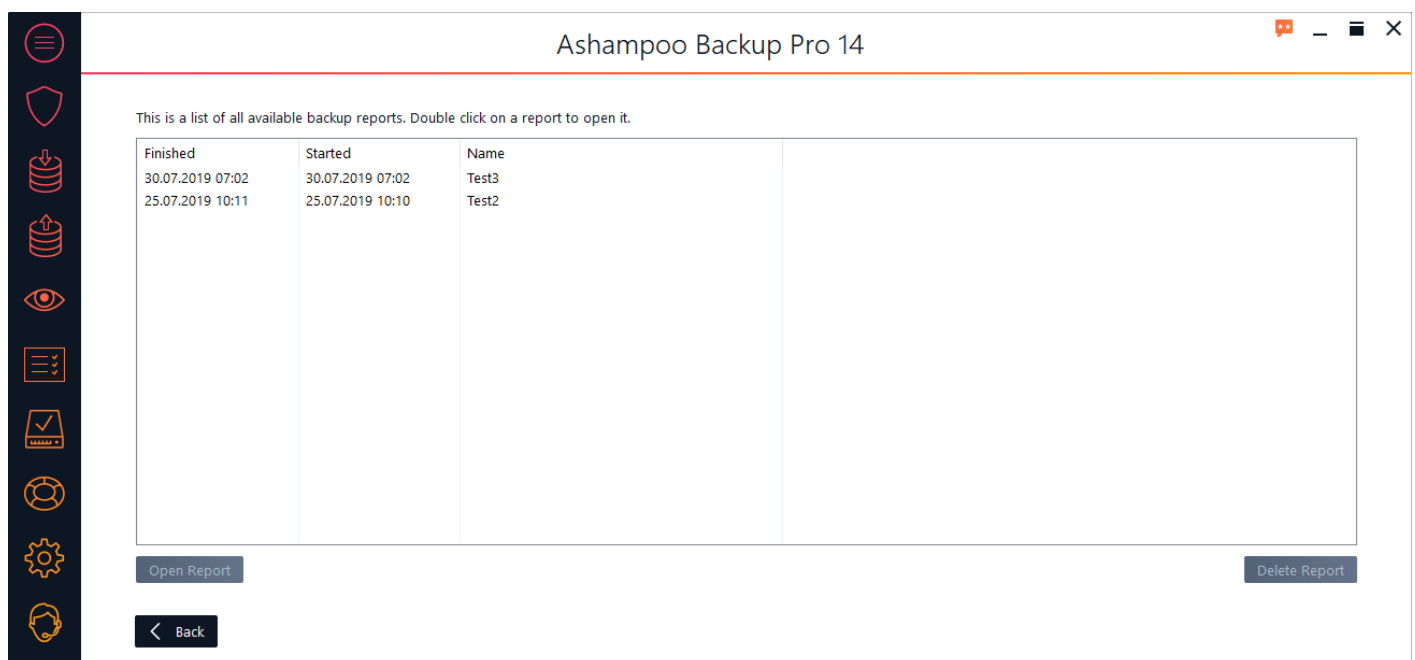 Ashampoo Backup Pro 14
This is a list of all available backup reports. Double click on a report to open it.
Finished Started Name
30.07.2019 07:02 30.07.2019 07:02 Test3
25.07.2019 10:11 25.07.2019 10:10 Test2
Open Report Delete Report
Back